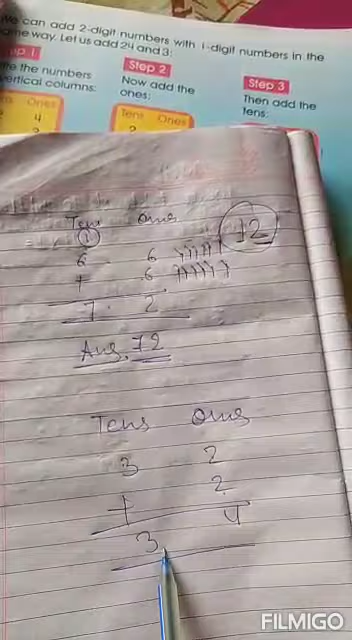 We can add 2-digit numbers with 1-digit numbers in the
same way. Let us add 24 and 3:
Step 2
Step 3
Now add the
ones:
Then add the
tens:
the numbers
vertical columns:
Ones
4
Tens Ones
Tens Ones
1
12
6 6
+ 6
7 2
Ans. 72
Tens Ones
3 2
2
+
3 4
FILMIGO